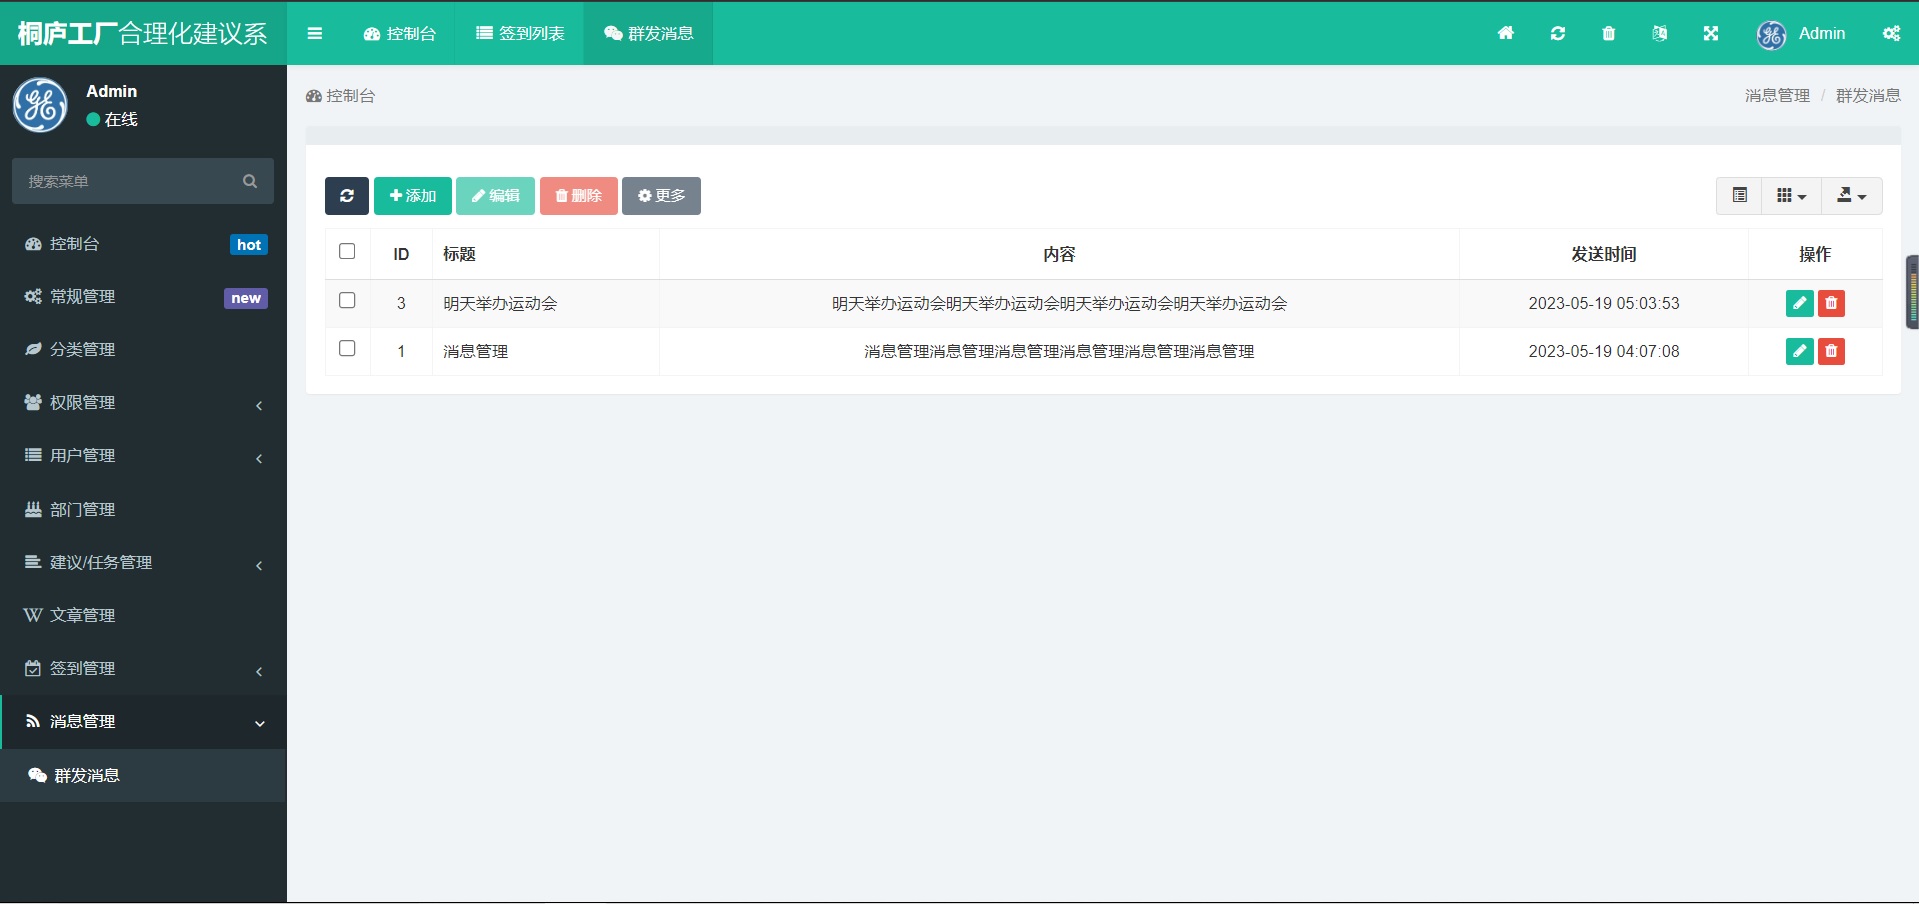 桐庐工厂合理化建议系
控制台
签到列表
群发消息
Admin
Admin
在线
控制台
消息管理 / 群发消息
搜索菜单
添加
编辑
删除
更多
控制台 hot
常规管理 new
分类管理
权限管理
用户管理
部门管理
建议/任务管理
文章管理
签到管理
消息管理
群发消息
ID 标题 内容 发送时间 操作
3 明天举办运动会 明天举办运动会明天举办运动会明天举办运动会明天举办运动会 2023-05-19 05:03:53
1 消息管理 消息管理消息管理消息管理消息管理消息管理消息管理 2023-05-19 04:07:08